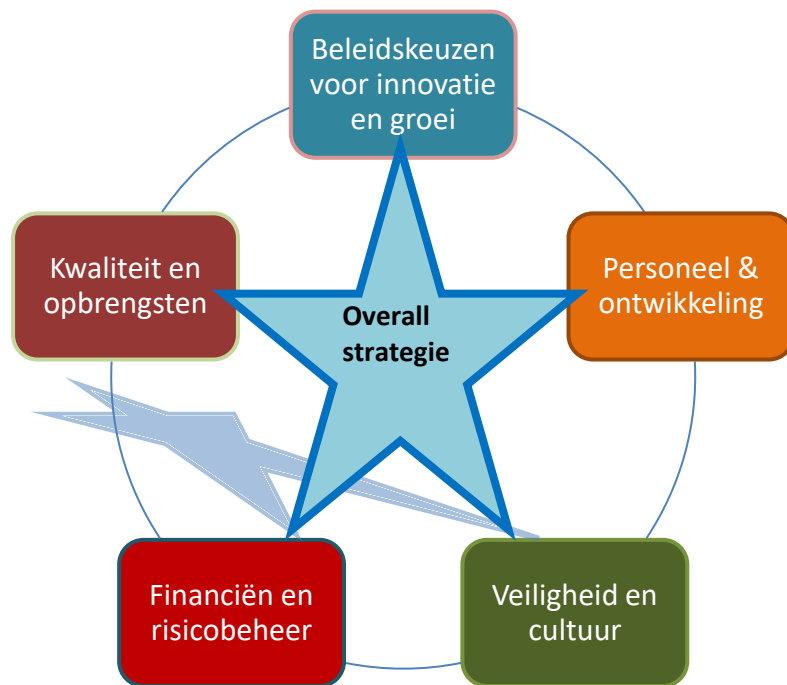 Beleidskeuzen
voor innovatie
en groei
Kwaliteit en
opbrengsten
Personeel &
ontwikkeling
Overall
strategie
Financiën en
risicobeheer
Veiligheid en
cultuur